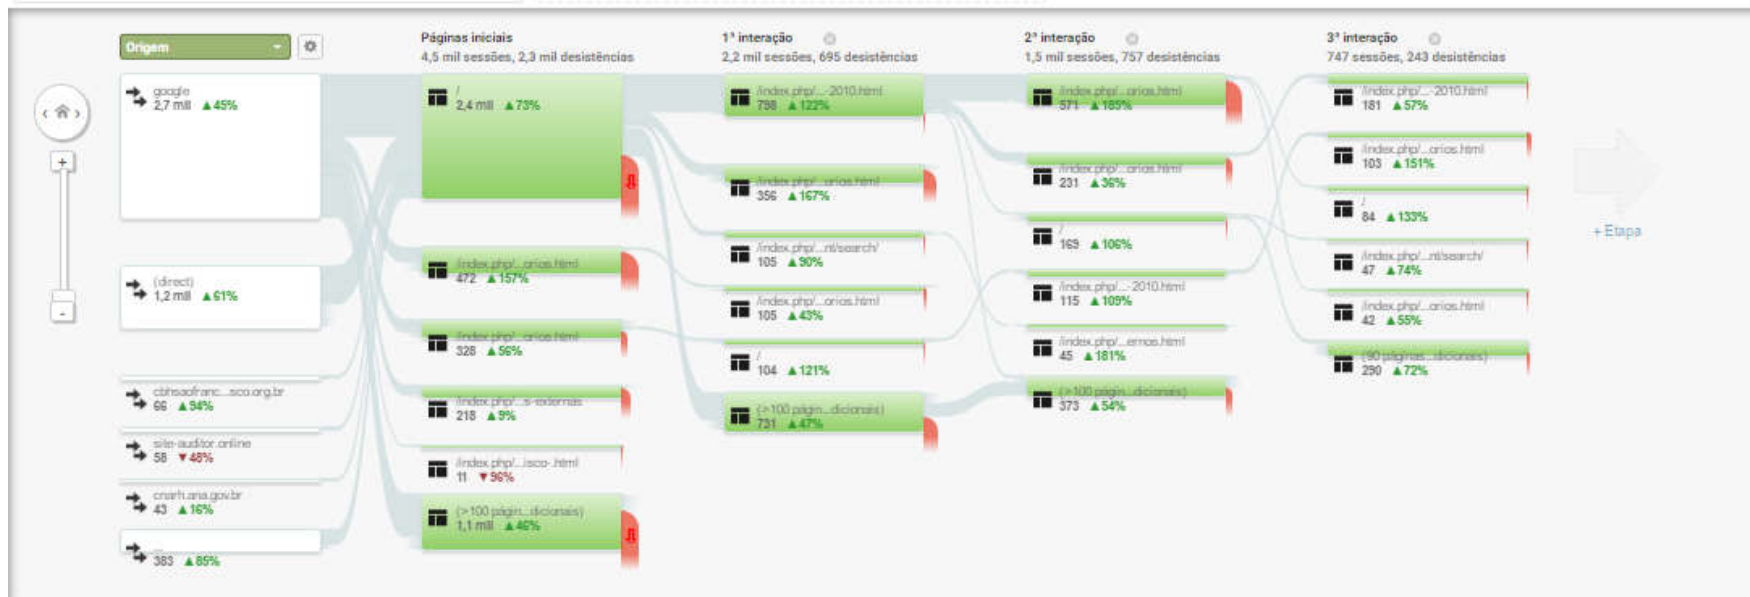 Origem
google
2,7 mil ▲45%
(direct)
1,2 mil ▲61%
cbhsaofranc...sco.org.br
66 ▲94%
site-auditor.online
58 ▼48%
cnarh.ana.gov.br
43 ▲16%
...
383 ▲85%
Páginas iniciais
4,5 mil sessões, 2,3 mil desistências
/
2,4 mil ▲73%
/index.php/...orios.html
472 ▲157%
/index.php/...orios.html
328 ▲56%
/index.php/...s-externas
218 ▲9%
/index.php/...isco-.html
11 ▼96%
(>100 págin...dicionais)
1,1 mil ▲46%
1ª interação
2,2 mil sessões, 695 desistências
/index.php/...-2010.html
798 ▲122%
/index.php/...orios.html
356 ▲167%
/index.php/...nt/search/
105 ▲90%
/index.php/...orios.html
105 ▲43%
/
104 ▲121%
(>100 págin...dicionais)
731 ▲47%
2ª interação
1,5 mil sessões, 757 desistências
/index.php/...orios.html
571 ▲185%
/index.php/...orios.html
231 ▲36%
/
169 ▲106%
/index.php/...-2010.html
115 ▲109%
/index.php/...ernos.html
45 ▲181%
(>100 págin...dicionais)
373 ▲54%
3ª interação
747 sessões, 243 desistências
/index.php/...-2010.html
181 ▲57%
/index.php/...orios.html
103 ▲151%
/
84 ▲133%
/index.php/...nt/search/
47 ▲74%
/index.php/...orios.html
42 ▲55%
(90 páginas...dicionais)
290 ▲72%
+ Etapa
+
-